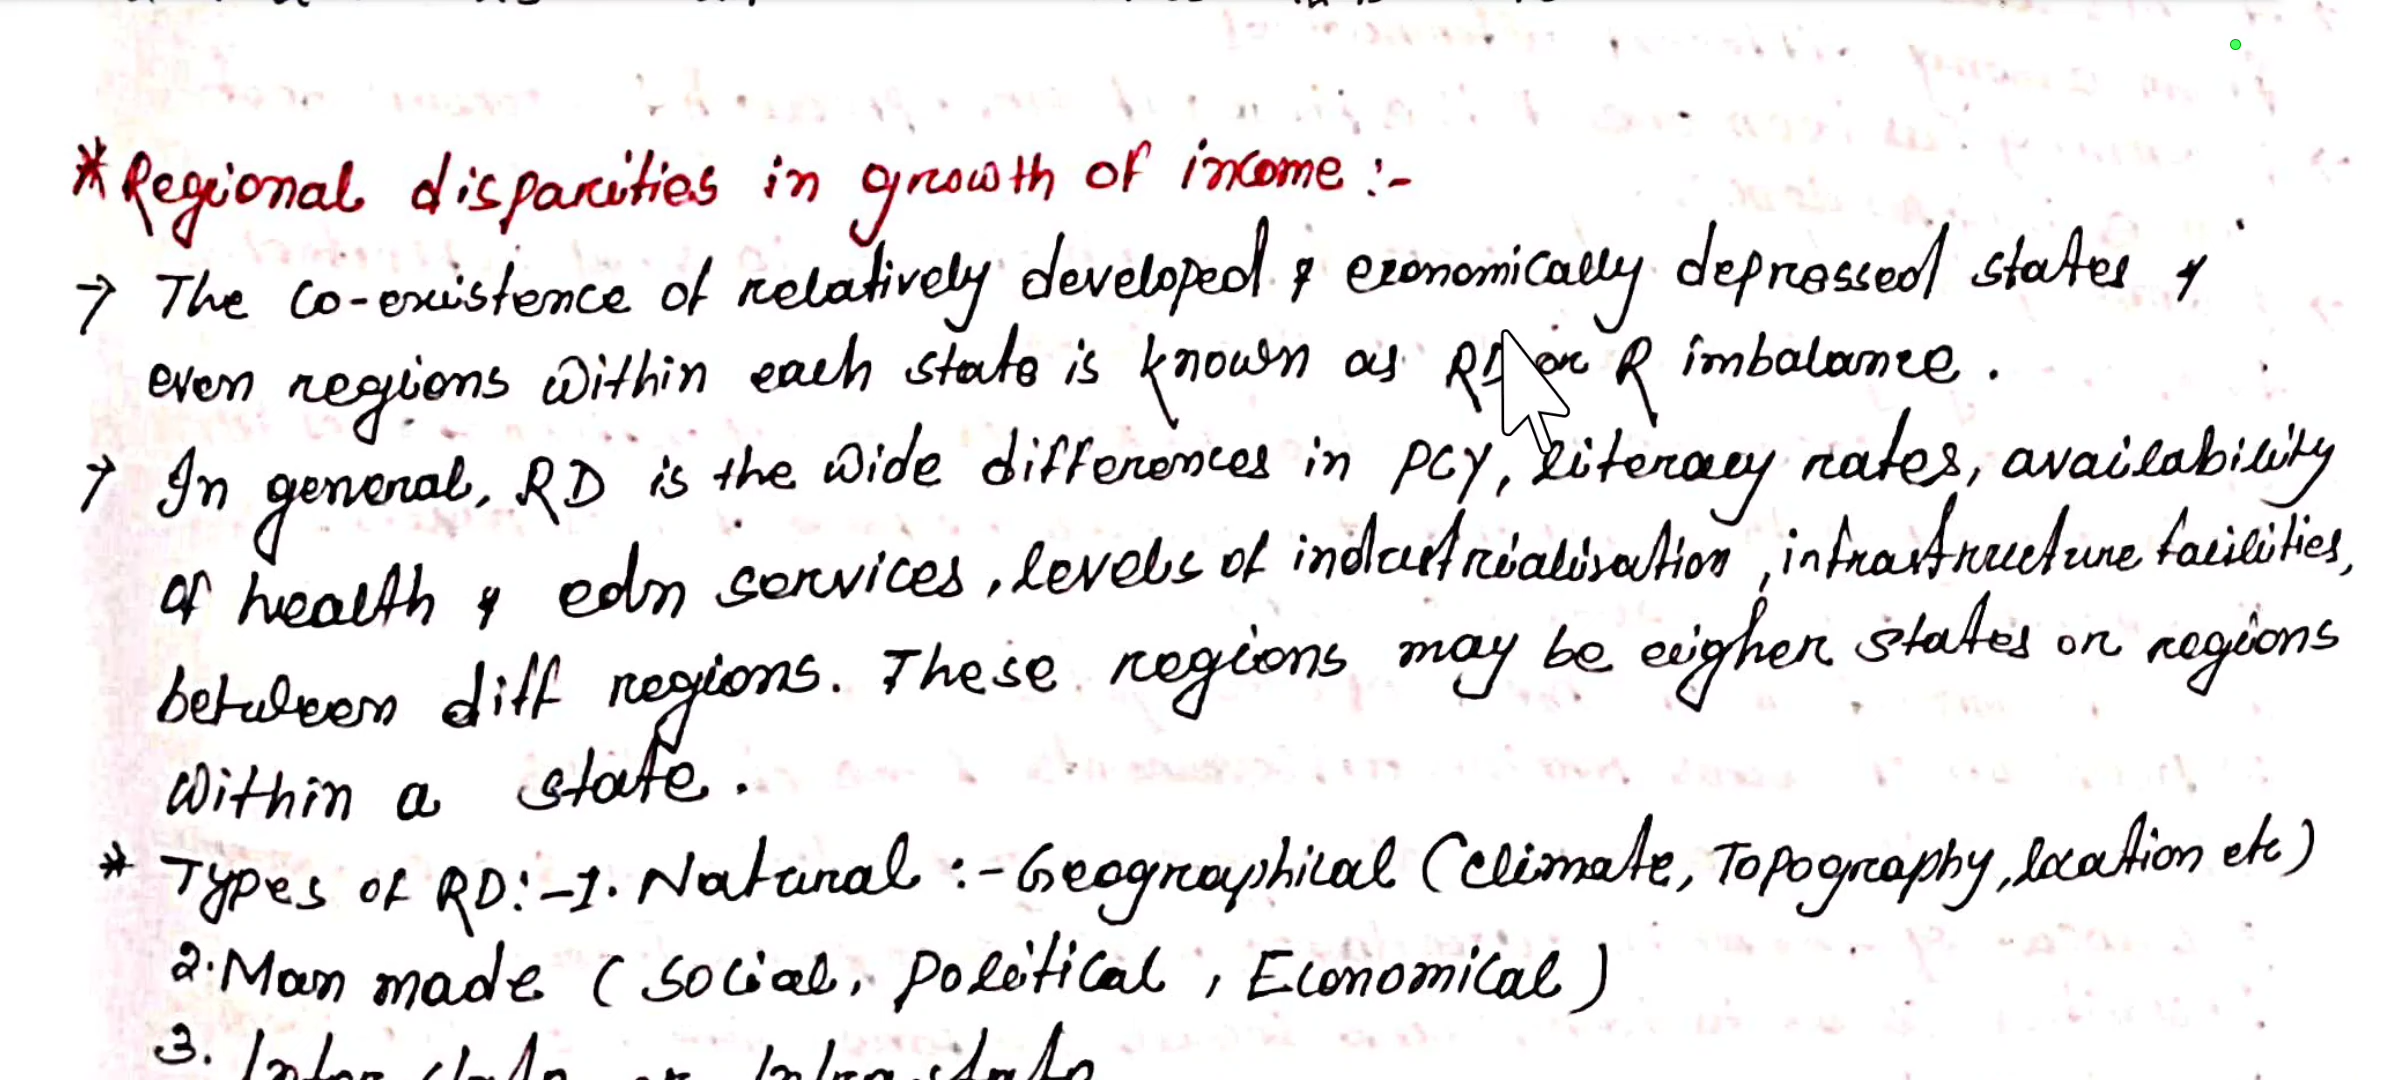 * Regional disparities in growth of income :-
→ The co-existence of relatively developed & economically depressed states &
even regions within each state is known as RD or R imbalance.
→ In general, RD is the wide differences in PCY, literacy rates, availability
of health & edn services, levels of industrialisation, infrastructure facilities,
between diff regions. These regions may be eigher states or regions
within a state.
* Types of RD:- 1. Natural :- Geographical (climate, Topography, location etc)
2. Man made (Social, Political, Economical)
3. Inter state or Intra state